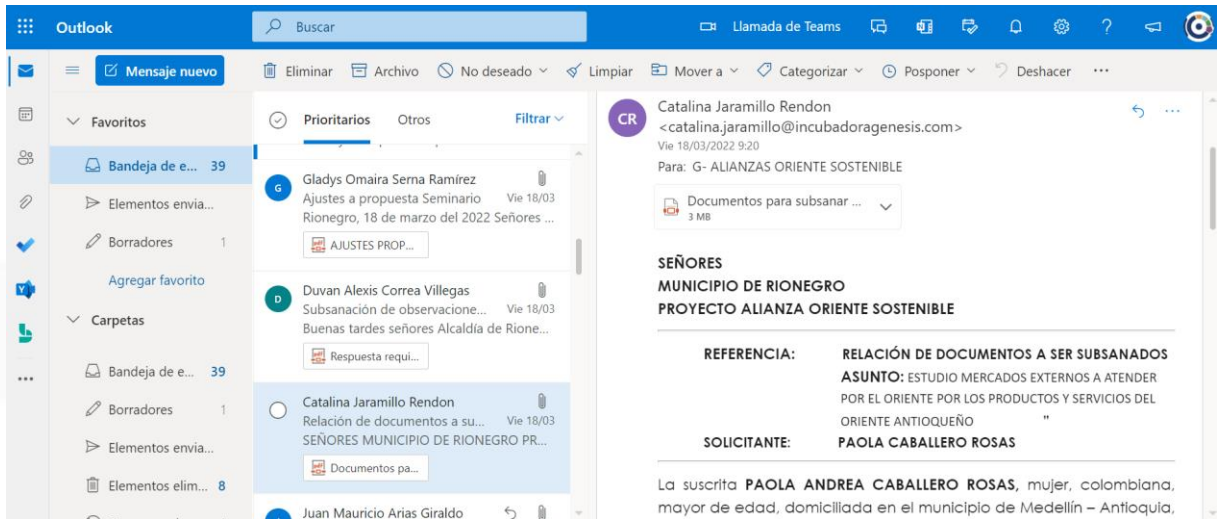 Outlook
Buscar
Llamada de Teams
Mensaje nuevo
Eliminar
Archivo
No deseado
Limpiar
Mover a
Categorizar
Posponer
Deshacer
Favoritos
Bandeja de e... 39
Elementos envia...
Borradores 1
Agregar favorito
Carpetas
Bandeja de e... 39
Borradores 1
Elementos envia...
Elementos elim... 8
Prioritarios
Otros
Filtrar
G
Gladys Omaira Serna Ramírez
Ajustes a propuesta Seminario Vie 18/03
Rionegro, 18 de marzo del 2022 Señores ...
AJUSTES PROP...
D
Duvan Alexis Correa Villegas
Subsanación de observacione... Vie 18/03
Buenas tardes señores Alcaldía de Rione...
Respuesta requi...
Catalina Jaramillo Rendon
Relación de documentos a su... Vie 18/03
SEÑORES MUNICIPIO DE RIONEGRO PR...
Documentos pa...
Juan Mauricio Arias Giraldo
CR
Catalina Jaramillo Rendon
<catalina.jaramillo@incubadoragenesis.com>
Vie 18/03/2022 9:20
Para: G- ALIANZAS ORIENTE SOSTENIBLE
Documentos para subsanar ...
3 MB
SEÑORES
MUNICIPIO DE RIONEGRO
PROYECTO ALIANZA ORIENTE SOSTENIBLE
REFERENCIA: RELACIÓN DE DOCUMENTOS A SER SUBSANADOS
ASUNTO: ESTUDIO MERCADOS EXTERNOS A ATENDER
POR EL ORIENTE POR LOS PRODUCTOS Y SERVICIOS DEL
ORIENTE ANTIOQUEÑO "
SOLICITANTE: PAOLA CABALLERO ROSAS
La suscrita PAOLA ANDREA CABALLERO ROSAS, mujer, colombiana,
mayor de edad, domiciliada en el municipio de Medellín – Antioquia,